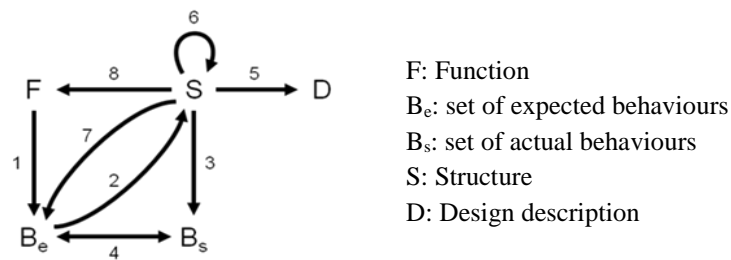 6
F 8 S 5 D
7
1 2 3
Be 4 Bs
F: Function
Be: set of expected behaviours
Bs: set of actual behaviours
S: Structure
D: Design description